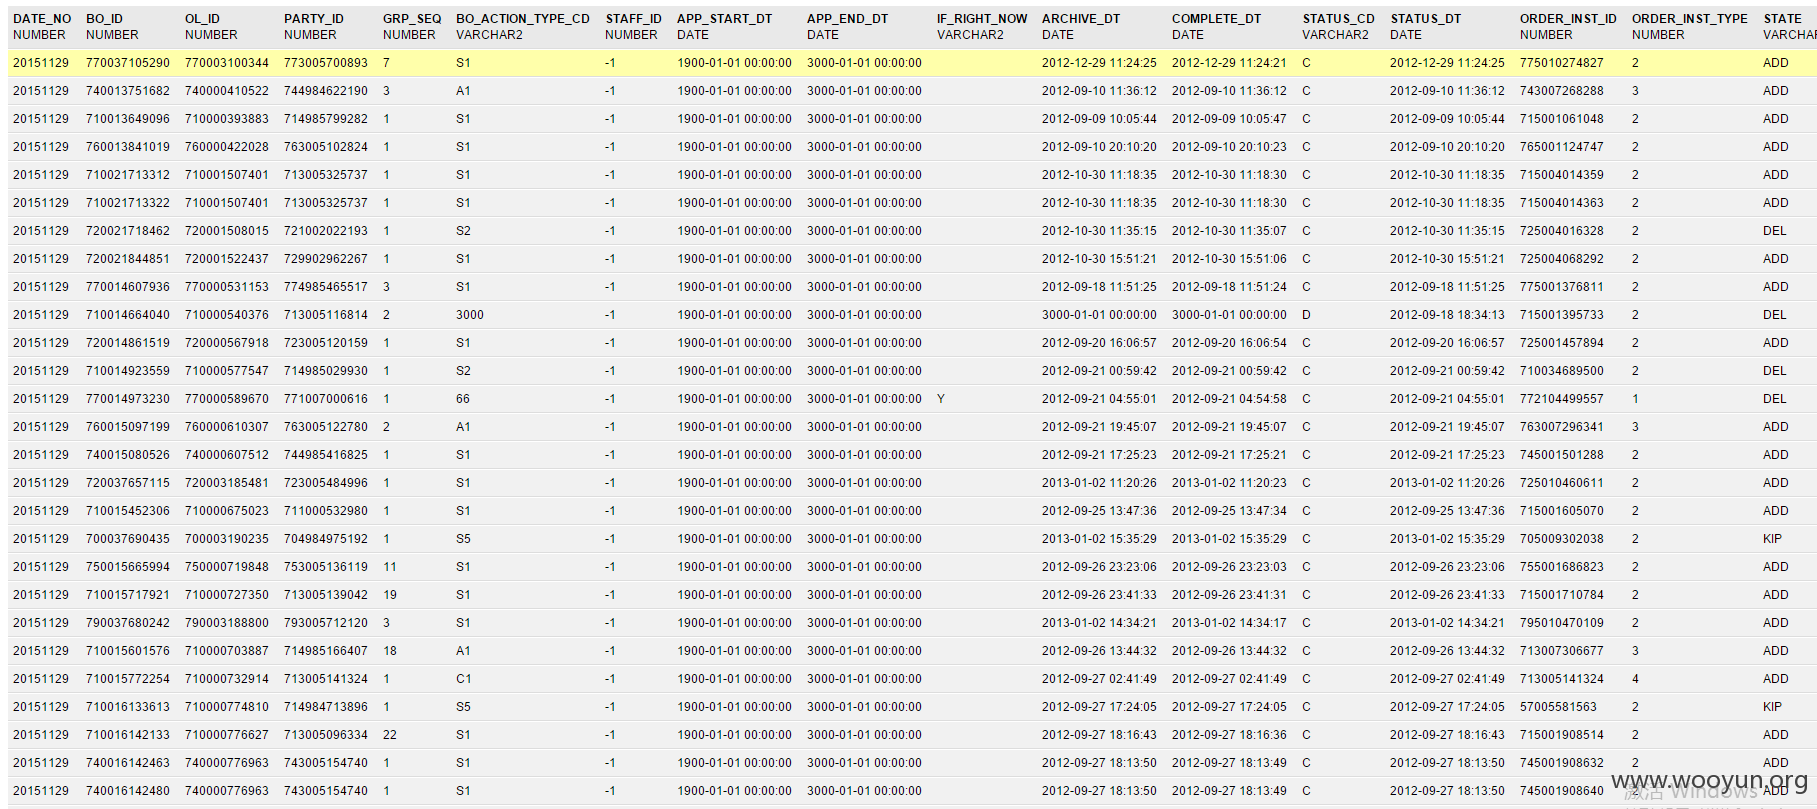 DATE_NO BO_ID OL_ID PARTY_ID GRP_SEQ BO_ACTION_TYPE_CD STAFF_ID APP_START_DT APP_END_DT IF_RIGHT_NOW ARCHIVE_DT COMPLETE_DT STATUS_CD STATUS_DT ORDER_INST_ID ORDER_INST_TYPE STATE
NUMBER NUMBER NUMBER NUMBER NUMBER VARCHAR2 NUMBER DATE DATE VARCHAR2 DATE DATE VARCHAR2 DATE NUMBER NUMBER VARCHAR
20151129 770037105290 770003100344 773005700893 7 S1 -1 1900-01-01 00:00:00 3000-01-01 00:00:00 2012-12-29 11:24:25 2012-12-29 11:24:21 C 2012-12-29 11:24:25 775010274827 2 ADD
20151129 740013751682 740000410522 744984622190 3 A1 -1 1900-01-01 00:00:00 3000-01-01 00:00:00 2012-09-10 11:36:12 2012-09-10 11:36:12 C 2012-09-10 11:36:12 743007268288 3 ADD
20151129 710013649096 710000393883 714985799282 1 S1 -1 1900-01-01 00:00:00 3000-01-01 00:00:00 2012-09-09 10:05:44 2012-09-09 10:05:47 C 2012-09-09 10:05:44 715001061048 2 ADD
20151129 760013841019 760000422028 763005102824 1 S1 -1 1900-01-01 00:00:00 3000-01-01 00:00:00 2012-09-10 20:10:20 2012-09-10 20:10:23 C 2012-09-10 20:10:20 765001124747 2 ADD
20151129 710021713312 710001507401 713005325737 1 S1 -1 1900-01-01 00:00:00 3000-01-01 00:00:00 2012-10-30 11:18:35 2012-10-30 11:18:30 C 2012-10-30 11:18:35 715004014359 2 ADD
20151129 710021713322 710001507401 713005325737 1 S1 -1 1900-01-01 00:00:00 3000-01-01 00:00:00 2012-10-30 11:18:35 2012-10-30 11:18:30 C 2012-10-30 11:18:35 715004014363 2 ADD
20151129 720021718462 720001508015 721002022193 1 S2 -1 1900-01-01 00:00:00 3000-01-01 00:00:00 2012-10-30 11:35:15 2012-10-30 11:35:07 C 2012-10-30 11:35:15 725004016328 2 DEL
20151129 720021844851 720001522437 729902962267 1 S1 -1 1900-01-01 00:00:00 3000-01-01 00:00:00 2012-10-30 15:51:21 2012-10-30 15:51:06 C 2012-10-30 15:51:21 725004068292 2 ADD
20151129 770014607936 770000531153 774985465517 3 S1 -1 1900-01-01 00:00:00 3000-01-01 00:00:00 2012-09-18 11:51:25 2012-09-18 11:51:24 C 2012-09-18 11:51:25 775001376811 2 ADD
20151129 710014664040 710000540376 713005116814 2 3000 -1 1900-01-01 00:00:00 3000-01-01 00:00:00 3000-01-01 00:00:00 3000-01-01 00:00:00 D 2012-09-18 18:34:13 715001395733 2 DEL
20151129 720014861519 720000567918 723005120159 1 S1 -1 1900-01-01 00:00:00 3000-01-01 00:00:00 2012-09-20 16:06:57 2012-09-20 16:06:54 C 2012-09-20 16:06:57 725001457894 2 ADD
20151129 710014923559 710000577547 714985029930 1 S2 -1 1900-01-01 00:00:00 3000-01-01 00:00:00 2012-09-21 00:59:42 2012-09-21 00:59:42 C 2012-09-21 00:59:42 710034689500 2 DEL
20151129 770014973230 770000589670 771007000616 1 66 -1 1900-01-01 00:00:00 3000-01-01 00:00:00 Y 2012-09-21 04:55:01 2012-09-21 04:54:58 C 2012-09-21 04:55:01 772104499557 1 DEL
20151129 760015097199 760000610307 763005122780 2 A1 -1 1900-01-01 00:00:00 3000-01-01 00:00:00 2012-09-21 19:45:07 2012-09-21 19:45:07 C 2012-09-21 19:45:07 763007296341 3 ADD
20151129 740015080526 740000607512 744985416825 1 S1 -1 1900-01-01 00:00:00 3000-01-01 00:00:00 2012-09-21 17:25:23 2012-09-21 17:25:21 C 2012-09-21 17:25:23 745001501288 2 ADD
20151129 720037657115 720003185481 723005484996 1 S1 -1 1900-01-01 00:00:00 3000-01-01 00:00:00 2013-01-02 11:20:26 2013-01-02 11:20:23 C 2013-01-02 11:20:26 725010460611 2 ADD
20151129 710015452306 710000675023 711000532980 1 S1 -1 1900-01-01 00:00:00 3000-01-01 00:00:00 2012-09-25 13:47:36 2012-09-25 13:47:34 C 2012-09-25 13:47:36 715001605070 2 ADD
20151129 700037690435 700003190235 704984975192 1 S5 -1 1900-01-01 00:00:00 3000-01-01 00:00:00 2013-01-02 15:35:29 2013-01-02 15:35:29 C 2013-01-02 15:35:29 705009302038 2 KIP
20151129 750015665994 750000719848 753005136119 11 S1 -1 1900-01-01 00:00:00 3000-01-01 00:00:00 2012-09-26 23:23:06 2012-09-26 23:23:03 C 2012-09-26 23:23:06 755001686823 2 ADD
20151129 710015717921 710000727350 713005139042 19 S1 -1 1900-01-01 00:00:00 3000-01-01 00:00:00 2012-09-26 23:41:33 2012-09-26 23:41:31 C 2012-09-26 23:41:33 715001710784 2 ADD
20151129 790037680242 790003188800 793005712120 3 S1 -1 1900-01-01 00:00:00 3000-01-01 00:00:00 2013-01-02 14:34:21 2013-01-02 14:34:17 C 2013-01-02 14:34:21 795010470109 2 ADD
20151129 710015601576 710000703887 714985166407 18 A1 -1 1900-01-01 00:00:00 3000-01-01 00:00:00 2012-09-26 13:44:32 2012-09-26 13:44:32 C 2012-09-26 13:44:32 713007306677 3 ADD
20151129 710015772254 710000732914 713005141324 1 C1 -1 1900-01-01 00:00:00 3000-01-01 00:00:00 2012-09-27 02:41:49 2012-09-27 02:41:49 C 2012-09-27 02:41:49 713005141324 4 ADD
20151129 710016133613 710000774810 714984713896 1 S5 -1 1900-01-01 00:00:00 3000-01-01 00:00:00 2012-09-27 17:24:05 2012-09-27 17:24:05 C 2012-09-27 17:24:05 57005581563 2 KIP
20151129 710016142133 710000776627 713005096334 22 S1 -1 1900-01-01 00:00:00 3000-01-01 00:00:00 2012-09-27 18:16:43 2012-09-27 18:16:36 C 2012-09-27 18:16:43 715001908514 2 ADD
20151129 740016142463 740000776963 743005154740 1 S1 -1 1900-01-01 00:00:00 3000-01-01 00:00:00 2012-09-27 18:13:50 2012-09-27 18:13:49 C 2012-09-27 18:13:50 745001908632 2 ADD
www.wooyun.org
20151129 740016142480 740000776963 743005154740 1 S1 -1 1900-01-01 00:00:00 3000-01-01 00:00:00 2012-09-27 18:13:50 2012-09-27 18:13:49 C 2012-09-27 18:13:50 745001908640 2 ADD
激活 Windows